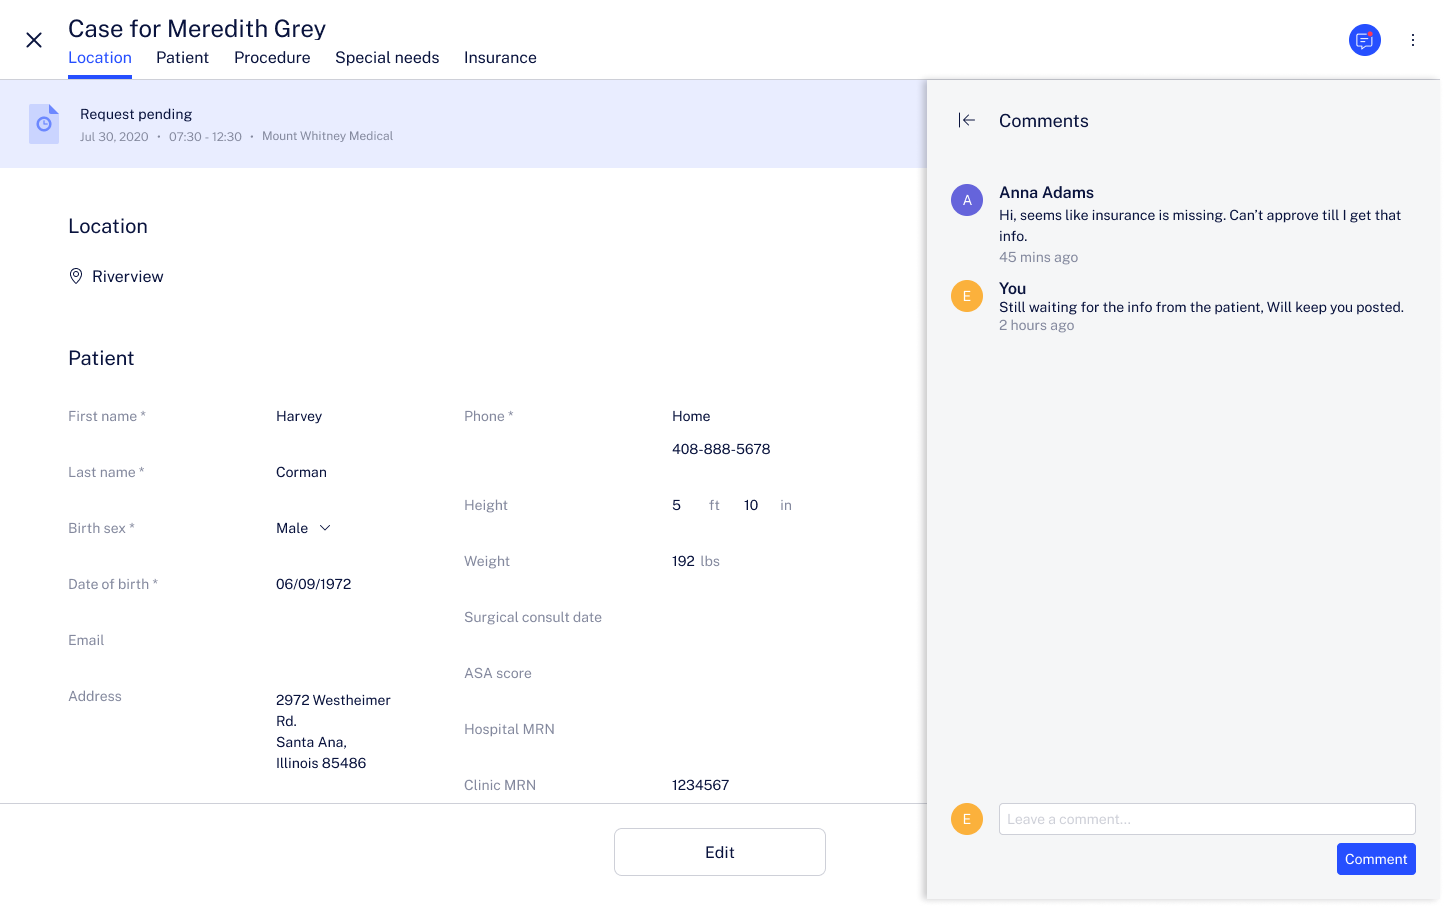 Case for Meredith Grey
Location Patient Procedure Special needs Insurance
Request pending
Jul 30, 2020 • 07:30 - 12:30 • Mount Whitney Medical
Location
Riverview
Patient
First name * Harvey
Last name * Corman
Birth sex * Male
Date of birth * 06/09/1972
Email
Address 2972 Westheimer
Rd.
Santa Ana,
Illinois 85486
Phone * Home
408-888-5678
Height 5 ft 10 in
Weight 192 lbs
Surgical consult date
ASA score
Hospital MRN
Clinic MRN 1234567
Edit
Comments
A
Anna Adams
Hi, seems like insurance is missing. Can’t approve till I get that
info.
45 mins ago
E
You
Still waiting for the info from the patient, Will keep you posted.
2 hours ago
E
Leave a comment...
Comment